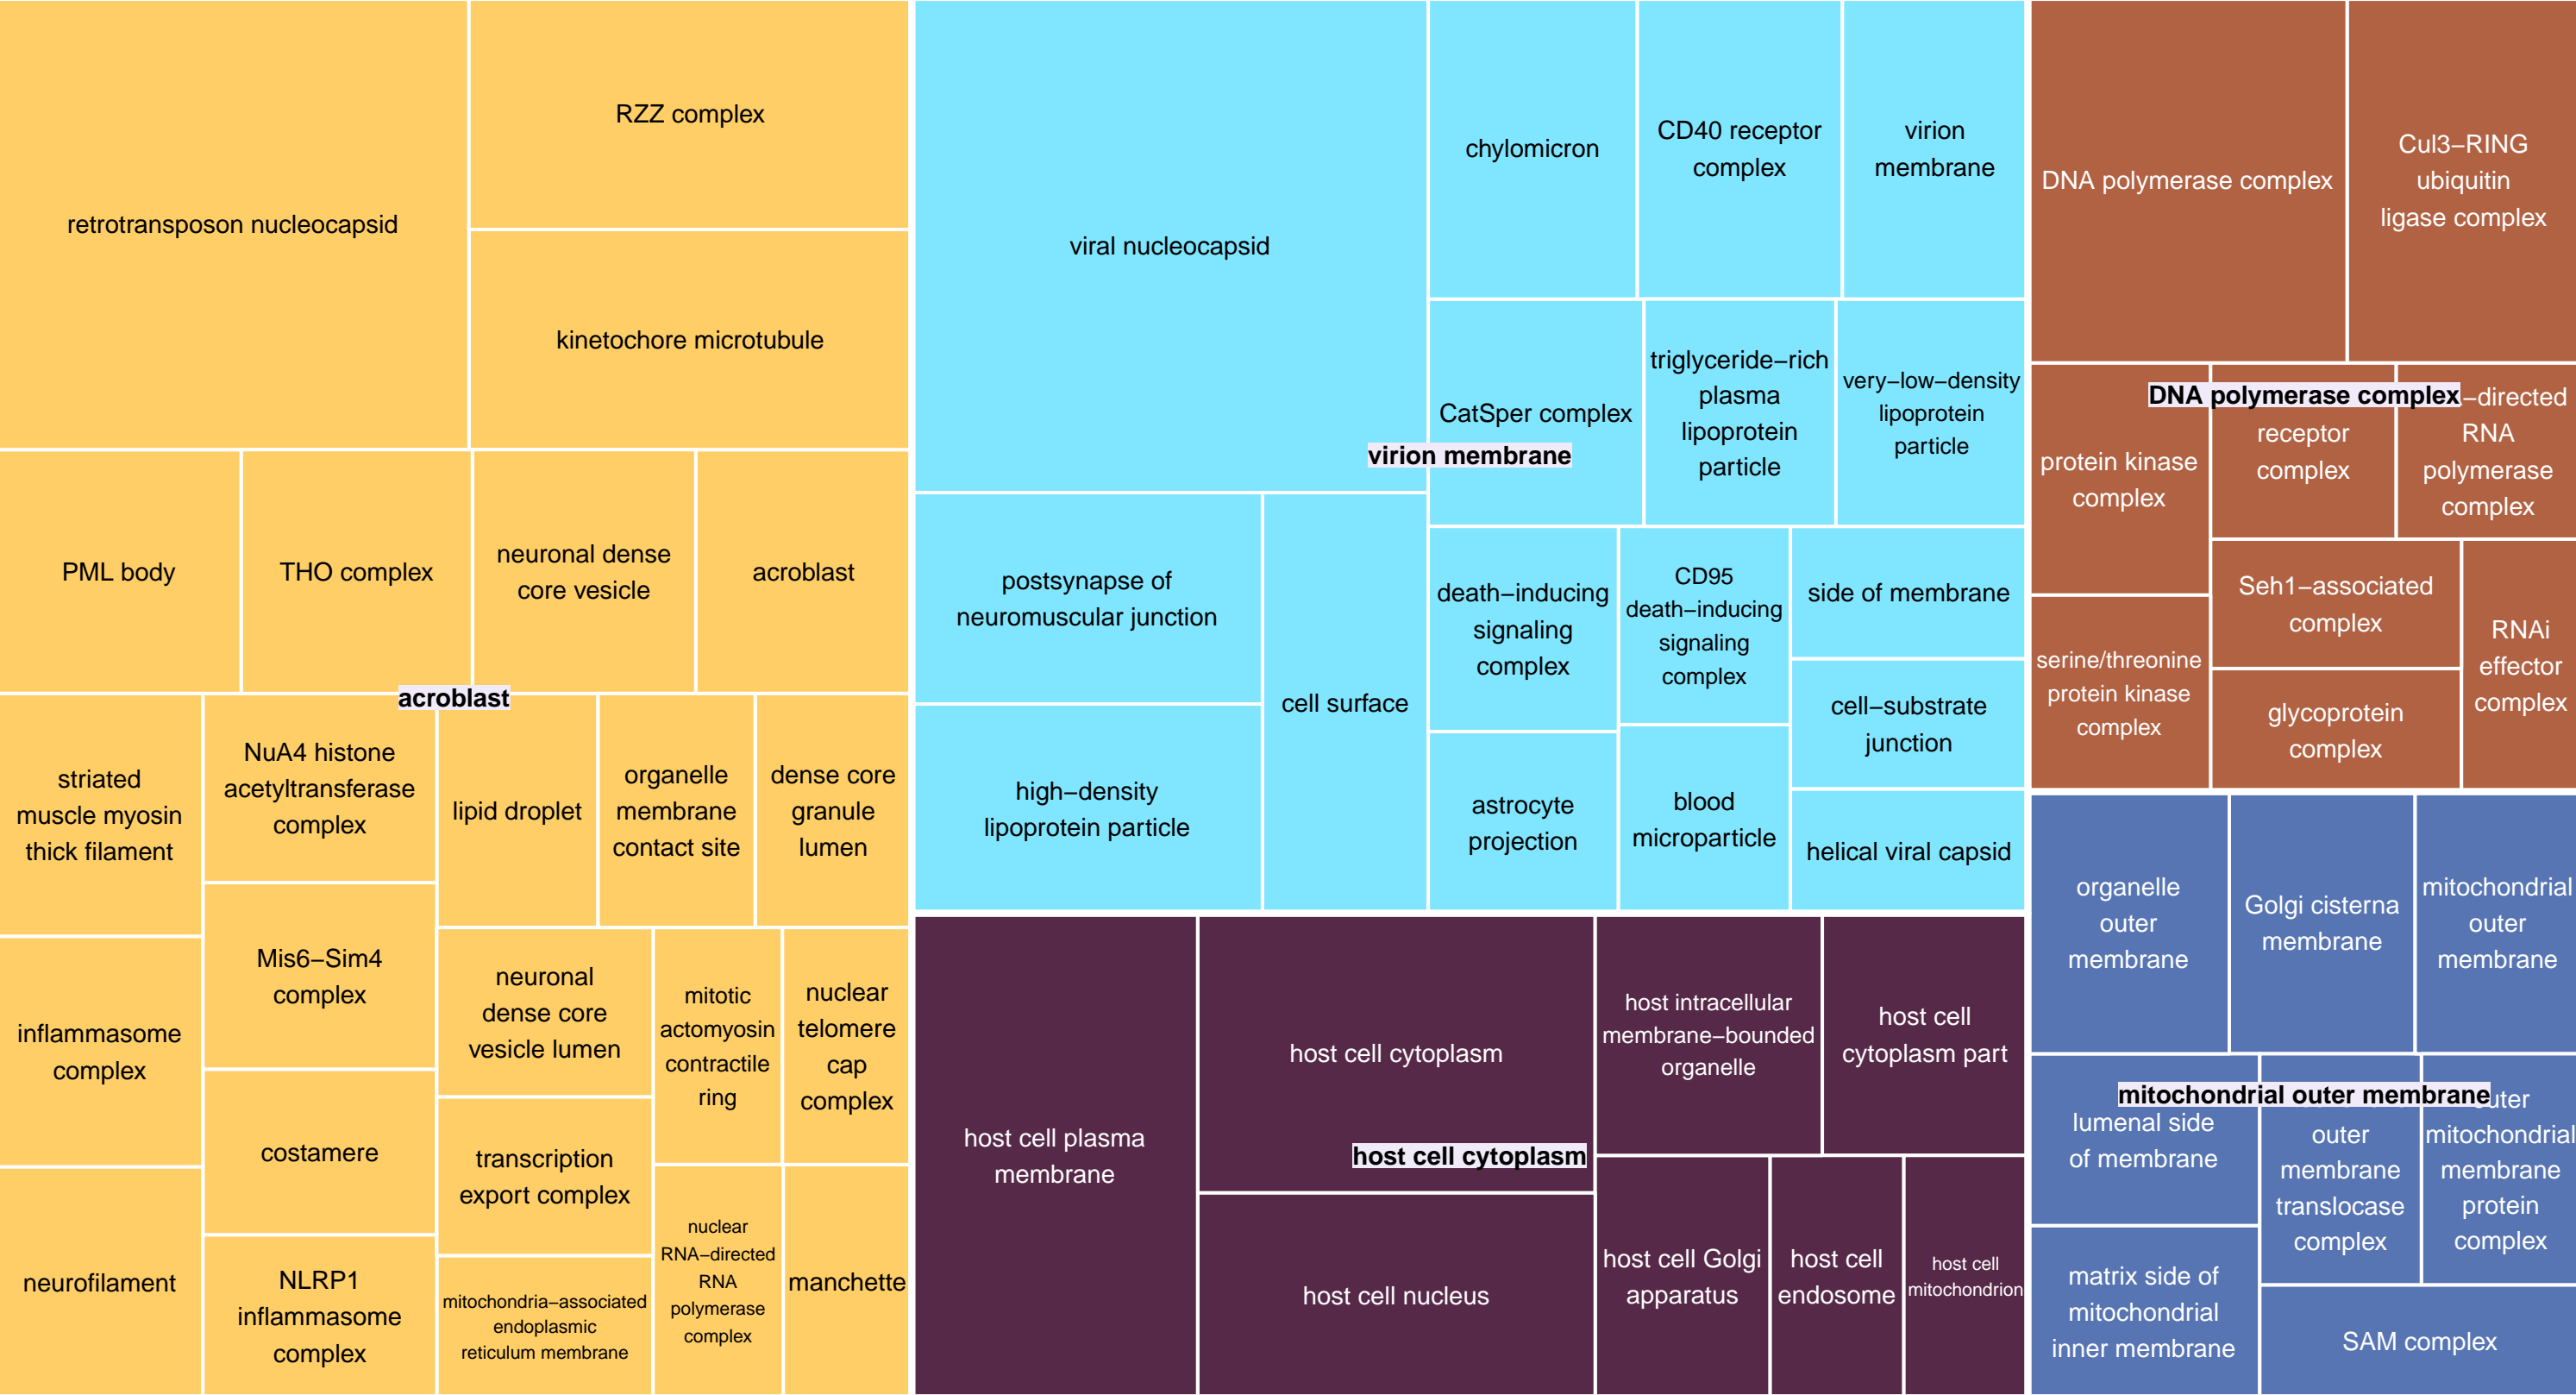 retrotransposon nucleocapsid
RZZ complex
kinetochore microtubule
PML body
THO complex
neuronal dense
core vesicle
acroblast
acroblast
striated
muscle myosin
thick filament
NuA4 histone
acetyltransferase
complex
lipid droplet
organelle
membrane
contact site
dense core
granule
lumen
inflammasome
complex
Mis6−Sim4
complex
neuronal
dense core
vesicle lumen
mitotic
actomyosin
contractile
ring
nuclear
telomere
cap
complex
costamere
transcription
export complex
neurofilament
NLRP1
inflammasome
complex
mitochondria−associated
endoplasmic
reticulum membrane
nuclear
RNA−directed
RNA
polymerase
complex
manchette
viral nucleocapsid
chylomicron
CD40 receptor
complex
virion
membrane
CatSper complex
triglyceride−rich
plasma
lipoprotein
particle
very−low−density
lipoprotein
particle
virion membrane
postsynapse of
neuromuscular junction
high−density
lipoprotein particle
cell surface
death−inducing
signaling
complex
CD95
death−inducing
signaling
complex
side of membrane
cell−substrate
junction
astrocyte
projection
blood
microparticle
helical viral capsid
host cell plasma
membrane
host cell cytoplasm
host cell cytoplasm
host cell nucleus
host intracellular
membrane−bounded
organelle
host cell
cytoplasm part
host cell Golgi
apparatus
host cell
endosome
host cell
mitochondrion
DNA polymerase complex
Cul3−RING
ubiquitin
ligase complex
DNA polymerase complex
protein kinase
complex
receptor
complex
−directed
RNA
polymerase
complex
serine/threonine
protein kinase
complex
Seh1−associated
complex
glycoprotein
complex
RNAi
effector
complex
organelle
outer
membrane
Golgi cisterna
membrane
mitochondrial
outer
membrane
mitochondrial outer membrane
lumenal side
of membrane
outer
membrane
translocase
complex
outer
mitochondrial
membrane
protein
complex
matrix side of
mitochondrial
inner membrane
SAM complex